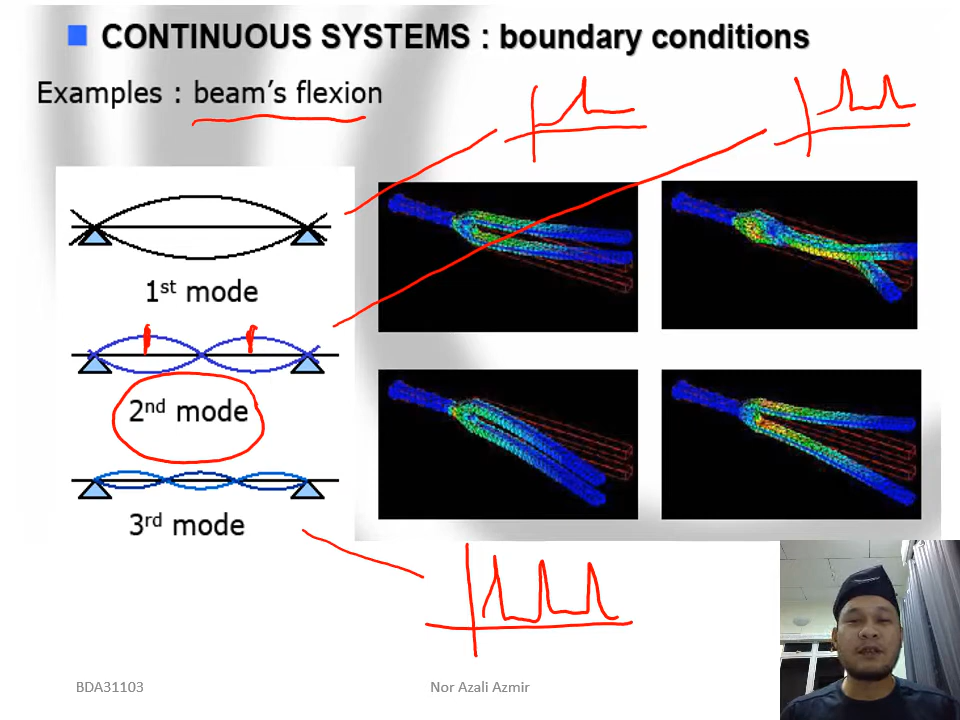 CONTINUOUS SYSTEMS : boundary conditions
Examples : beam's flexion
1st mode
2nd mode
3rd mode
BDA31103
Nor Azali Azmir